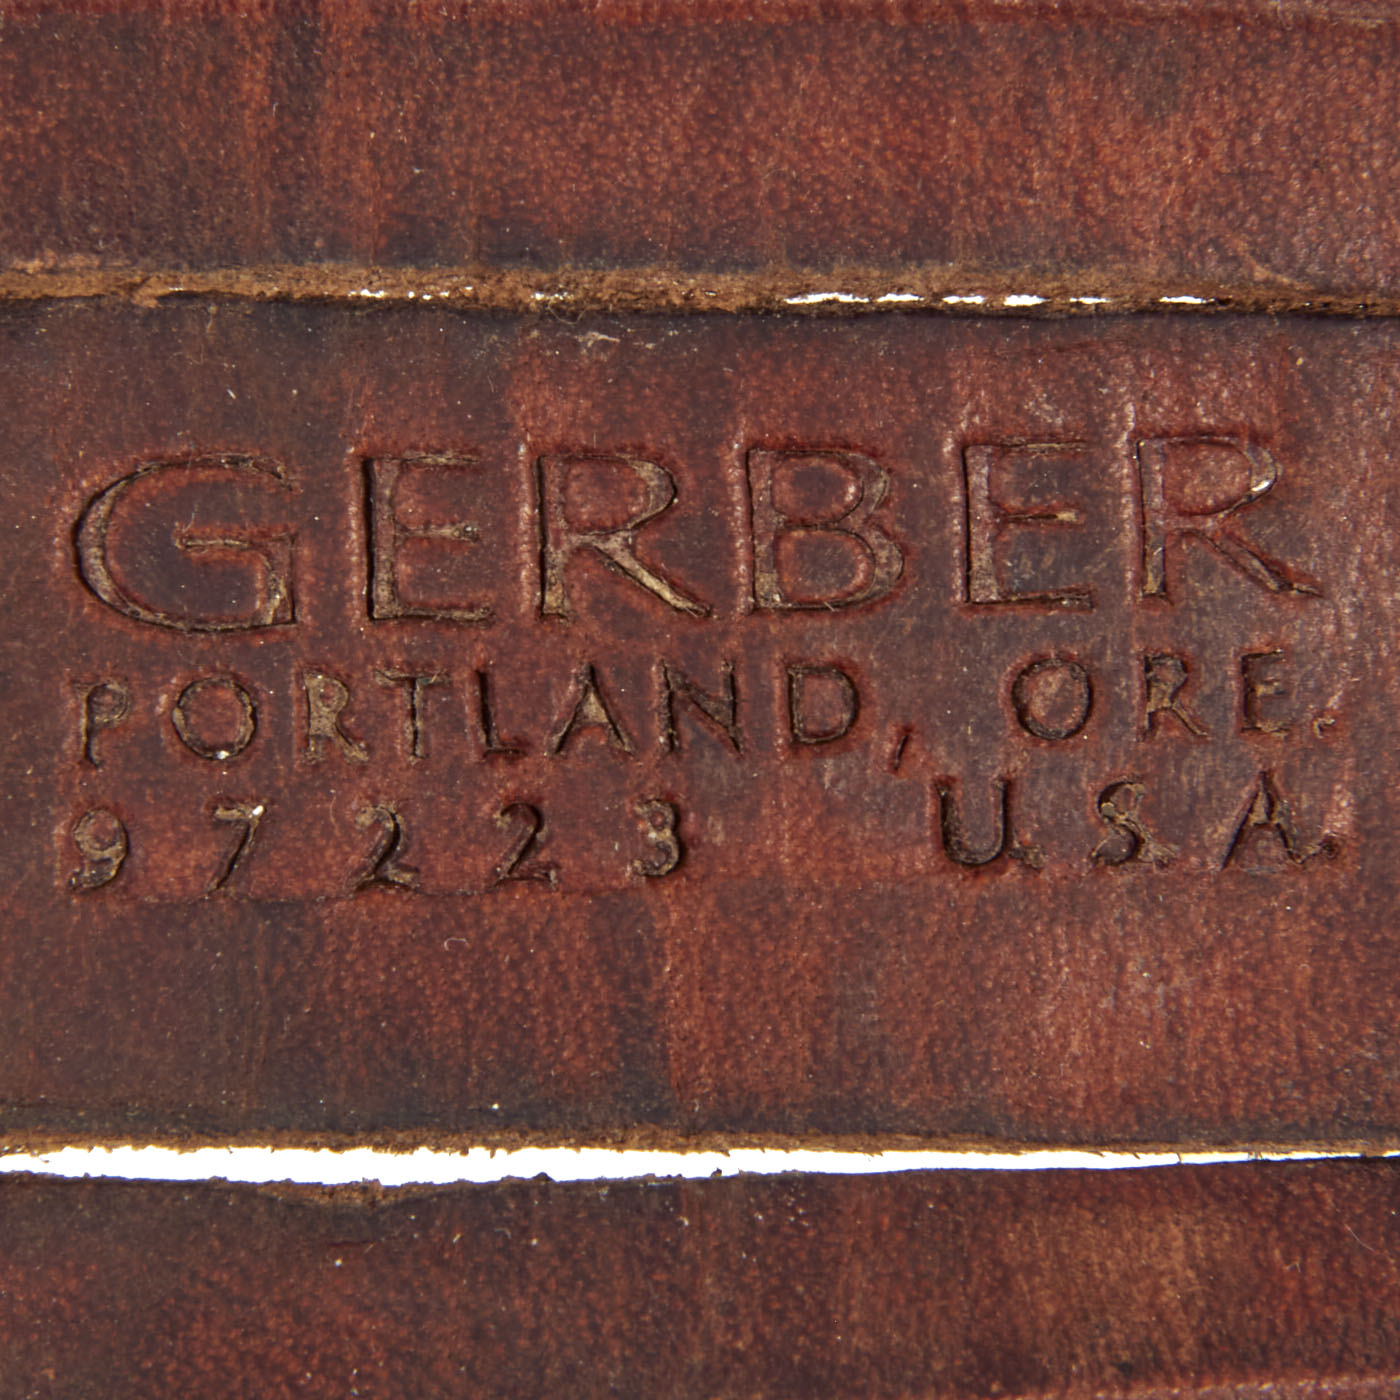 GERBER
PORTLAND, ORE.
97223 U.S.A.